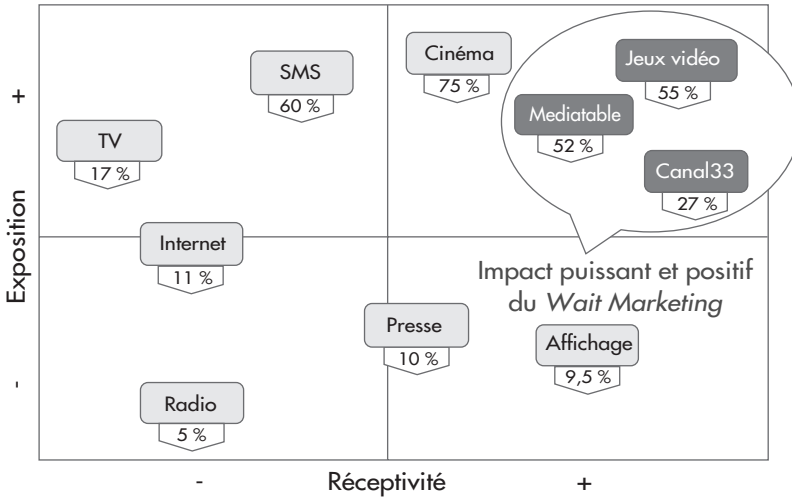 Cinéma
75 %
Jeux vidéo
55 %
SMS
60 %
Mediatable
52 %
TV
17 %
Canal33
27 %
+
Exposition
-
Internet
11 %
Impact puissant et positif
du Wait Marketing
Presse
10 %
Affichage
9,5 %
Radio
5 %
- Réceptivité +